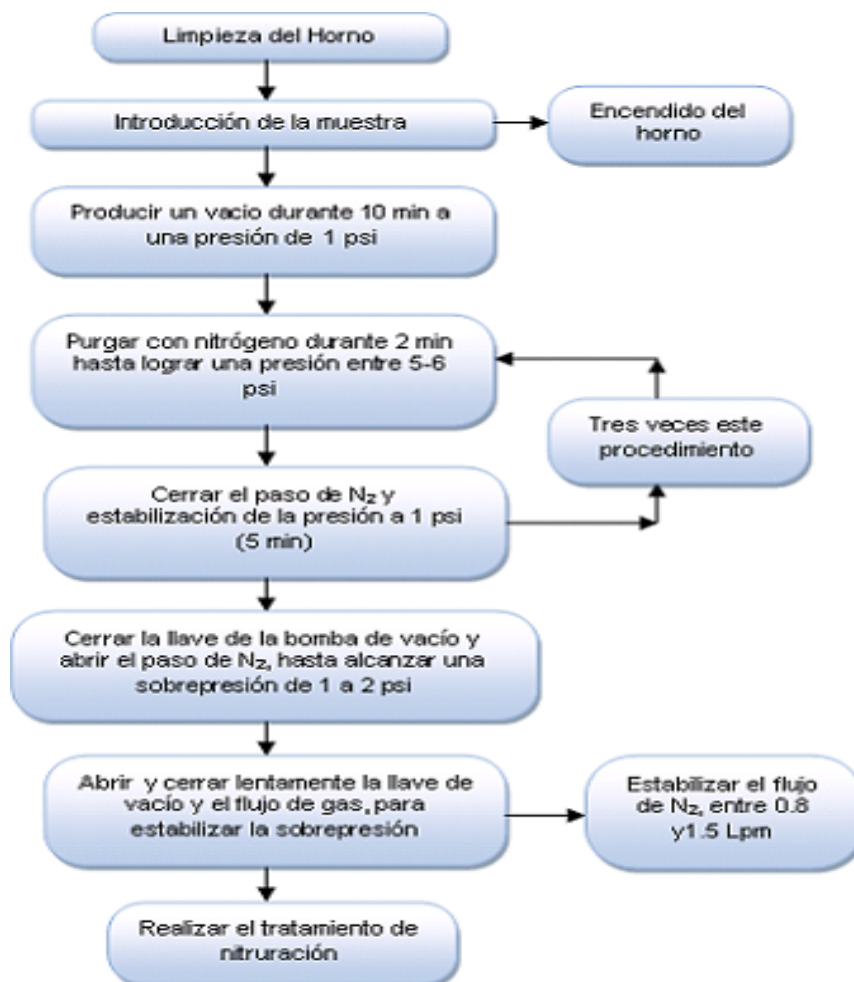 Limpieza del Horno
Introducción de la muestra
Encendido del
horno
Producir un vacio durante 10 min a
una presión de 1 psi
Purgar con nitrógeno durante 2 min
hasta lograr una presión entre 5-6
psi
Tres veces este
procedimiento
Cerrar el paso de N₂ y
estabilización de la presión a 1 psi
(5 min)
Cerrar la llave de la bomba de vacío y
abrir el paso de N₂, hasta alcanzar una
sobrepresión de 1 a 2 psi
Abrir y cerrar lentamente la llave de
vacío y el flujo de gas, para
estabilizar la sobrepresión
Estabilizar el flujo
de N₂, entre 0.8
y1.5 Lpm
Realizar el tratamiento de
nitruración